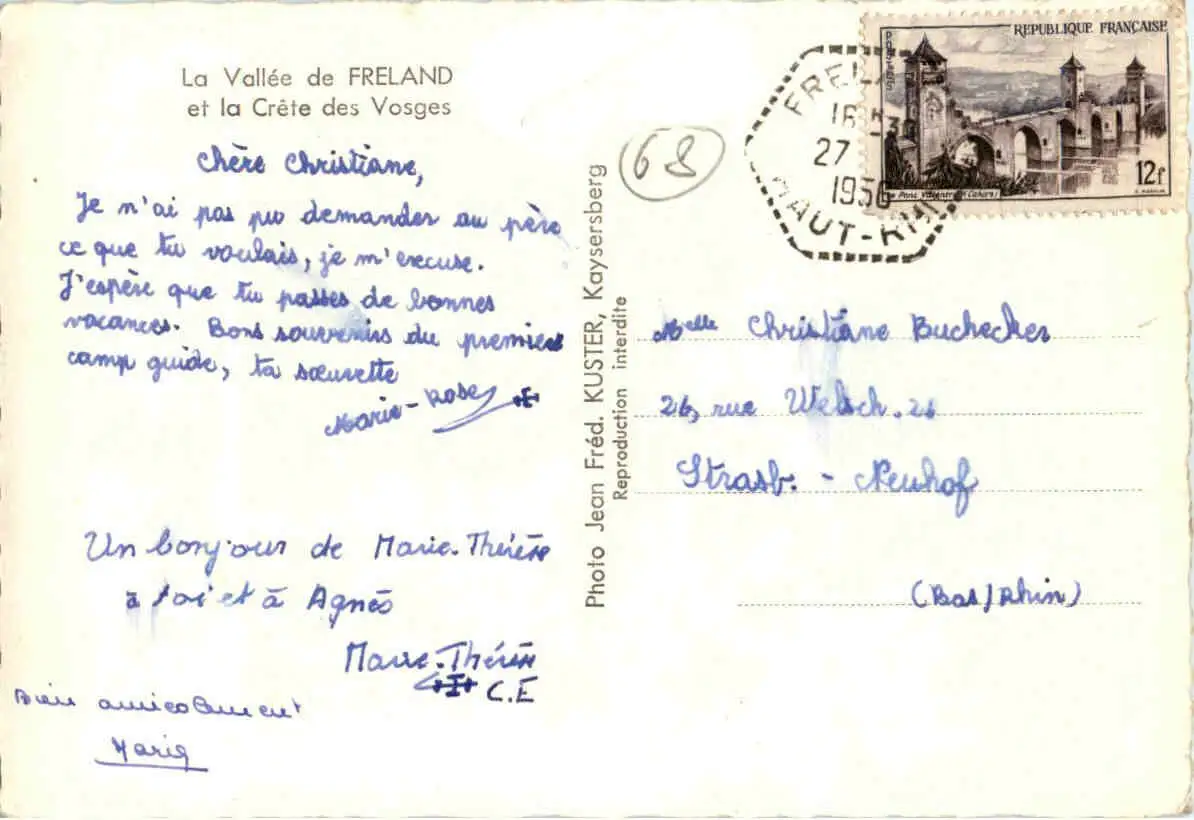 La Vallée de FRELAND
et la Crête des Vosges
Chère Christiane,
Je n'ai pas pu demander au père
ce que tu voulais, je m'excuse.
J'espère que tu passes de bonnes
vacances. Bons souvenirs du premier
camp guide, ta sœurette
Marie-Rose
Un bonjour de Marie-Thérèse
à toi et à Agnès
Marie-Thérèse
C.E
Bien amicalement
Photo Jean Fréd. KUSTER, Kaysersberg
Reproduction interdite
68
16
27
1956
HAUT-RHIN
REPUBLIQUE FRANÇAISE
POSTES
12f
Melle Christiane Buchecker
26, rue Welsch. 26
Strasb. - Neuhof
(Bas/Rhin)